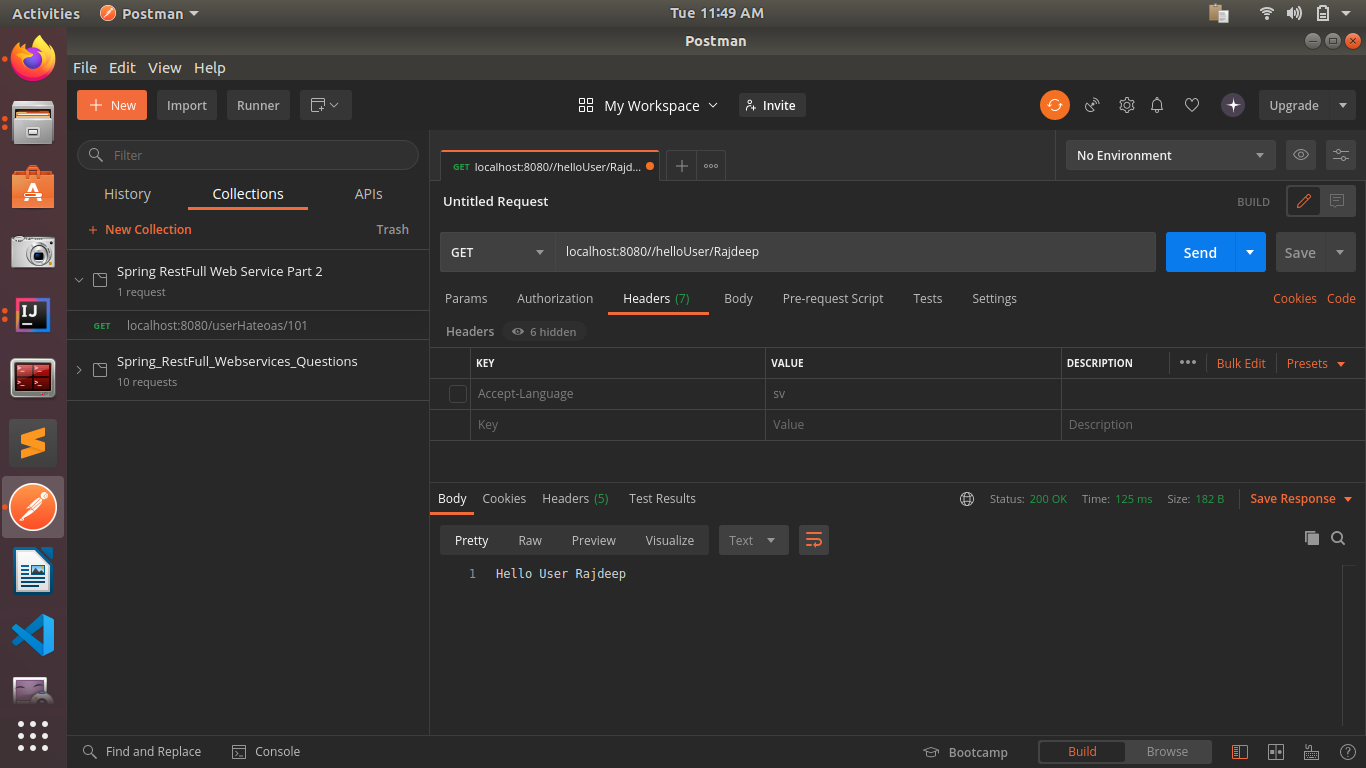 Activities Postman Tue 11:49 AM
Postman
File Edit View Help
+ New Import Runner My Workspace Invite Upgrade
Filter
History Collections APIs
+ New Collection Trash
Spring RestFull Web Service Part 2
1 request
GET localhost:8080/userHateoas/101
Spring_RestFull_Webservices_Questions
10 requests
GET localhost:8080//helloUser/Rajd... + No Environment
Untitled Request BUILD
GET localhost:8080//helloUser/Rajdeep Send Save
Params Authorization Headers (7) Body Pre-request Script Tests Settings Cookies Code
Headers 6 hidden
KEY VALUE DESCRIPTION ••• Bulk Edit Presets
Accept-Language sv
Key Value Description
Body Cookies Headers (5) Test Results Status: 200 OK Time: 125 ms Size: 182 B Save Response
Pretty Raw Preview Visualize Text
1 Hello User Rajdeep
Find and Replace Console Bootcamp Build Browse